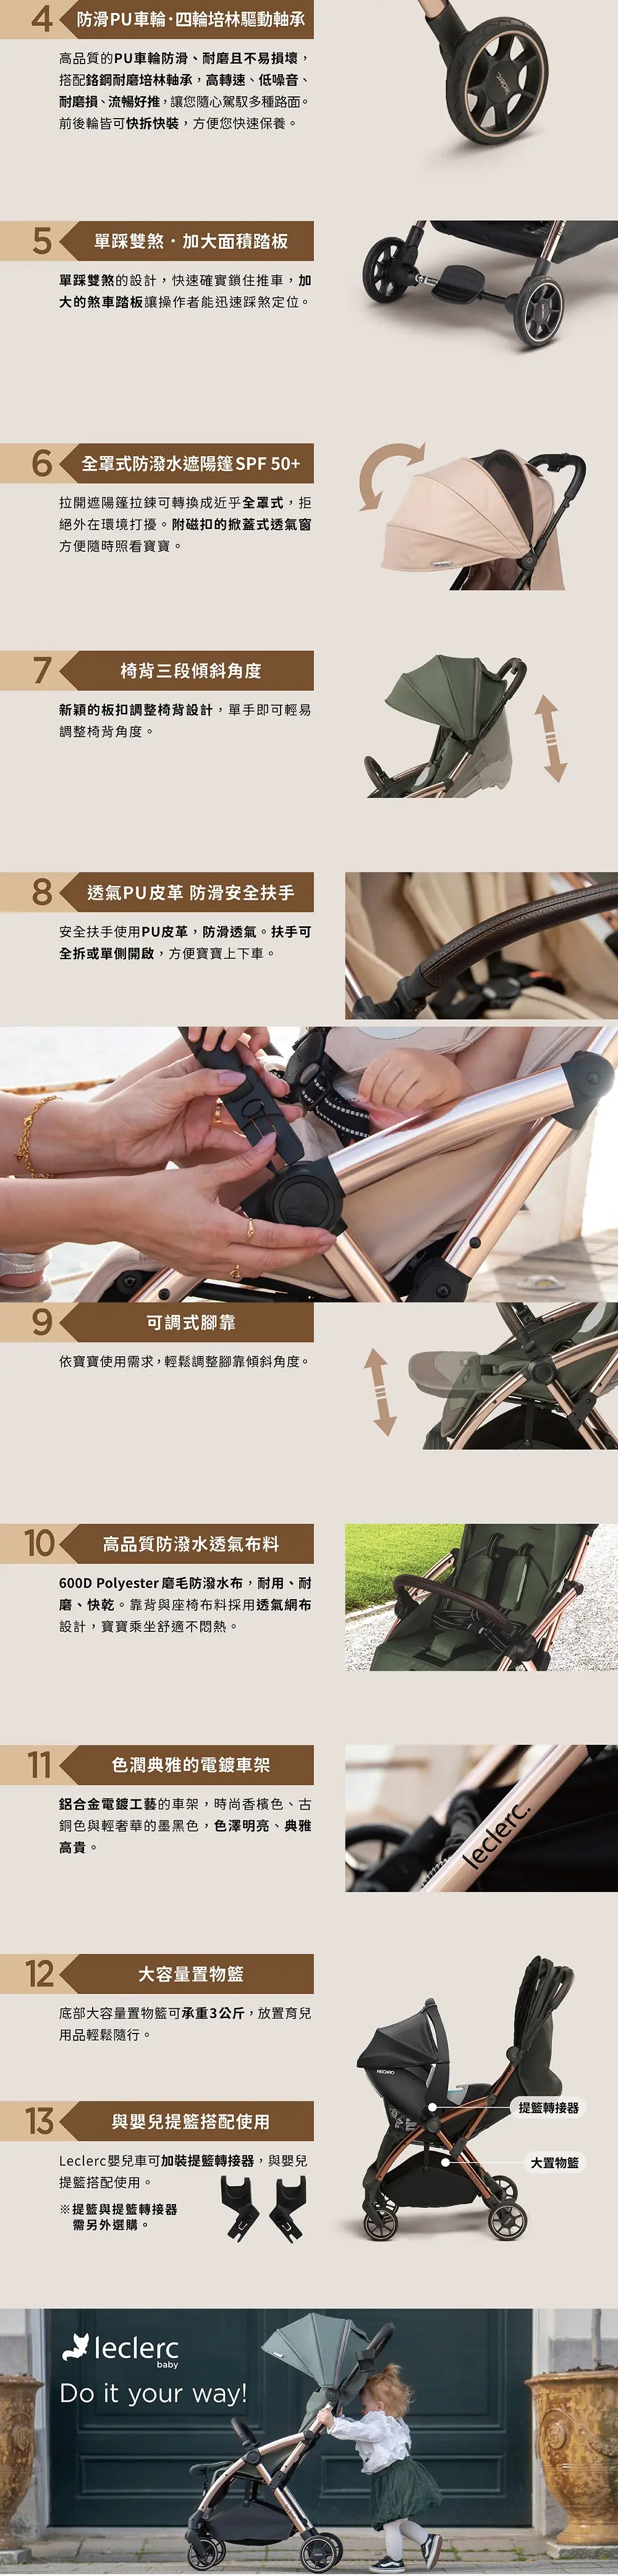 4 防滑PU車輪·四輪培林驅動軸承
高品質的PU車輪防滑、耐磨且不易損壞，
搭配鉻鋼耐磨培林軸承，高轉速、低噪音、
耐磨損、流暢好推，讓您隨心駕馭多種路面。
前後輪皆可快拆快裝，方便您快速保養。
leclerc.
5 單踩雙煞·加大面積踏板
單踩雙煞的設計，快速確實鎖住推車，加
大的煞車踏板讓操作者能迅速踩煞定位。
6 全罩式防潑水遮陽篷SPF 50+
拉開遮陽篷拉鍊可轉換成近乎全罩式，拒
絕外在環境打擾。附磁扣的掀蓋式透氣窗
方便隨時照看寶寶。
7 椅背三段傾斜角度
新穎的板扣調整椅背設計，單手即可輕易
調整椅背角度。
8 透氣PU皮革 防滑安全扶手
安全扶手使用PU皮革，防滑透氣。扶手可
全拆或單側開啟，方便寶寶上下車。
9 可調式腳靠
依寶寶使用需求，輕鬆調整腳靠傾斜角度。
10 高品質防潑水透氣布料
600D Polyester 磨毛防潑水布，耐用、耐
磨、快乾。靠背與座椅布料採用透氣網布
設計，寶寶乘坐舒適不悶熱。
11 色潤典雅的電鍍車架
鋁合金電鍍工藝的車架，時尚香檳色、古
銅色與輕奢華的墨黑色，色澤明亮、典雅
高貴。
leclerc.
12 大容量置物籃
底部大容量置物籃可承重3公斤，放置育兒
用品輕鬆隨行。
RECARO
提籃轉接器
大置物籃
13 與嬰兒提籃搭配使用
Leclerc嬰兒車可加裝提籃轉接器，與嬰兒
提籃搭配使用。
※提籃與提籃轉接器
需另外選購。
leclerc
baby
Do it your way!